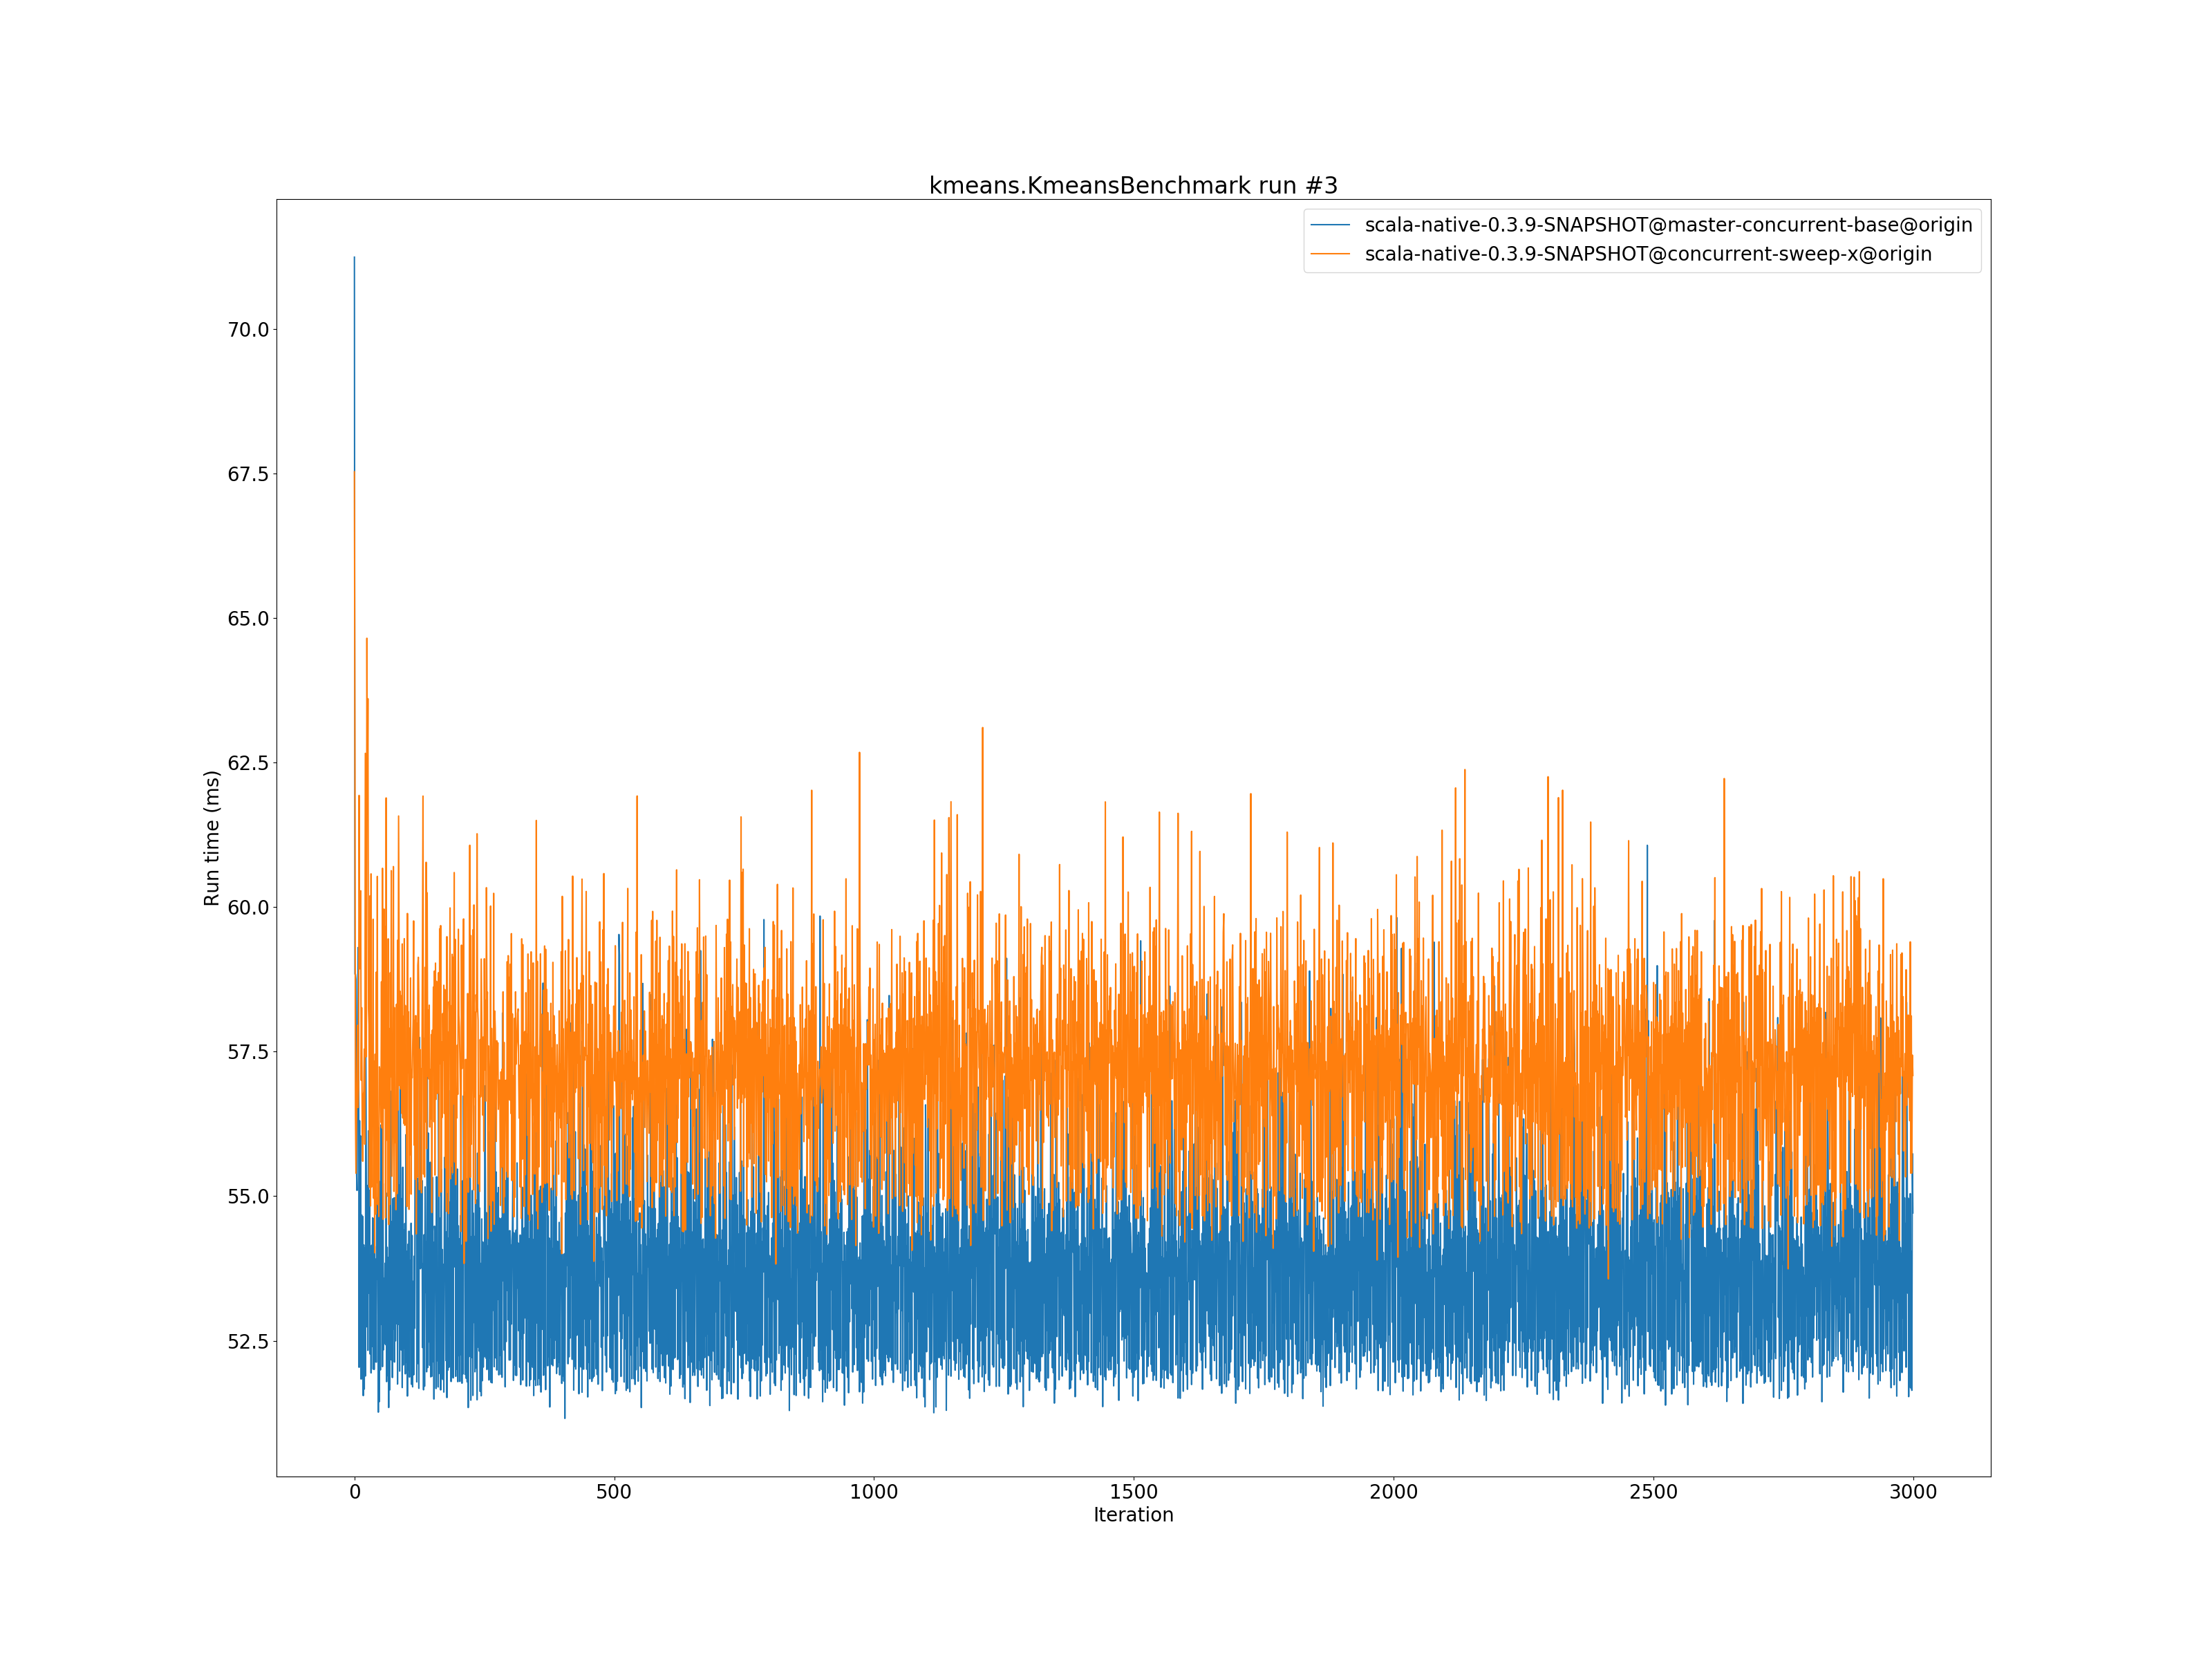 kmeans.KmeansBenchmark run #3
scala-native-0.3.9-SNAPSHOT@master-concurrent-base@origin
scala-native-0.3.9-SNAPSHOT@concurrent-sweep-x@origin
Run time (ms)
70.0
67.5
65.0
62.5
60.0
57.5
55.0
52.5
0 500 1000 1500 2000 2500 3000
Iteration